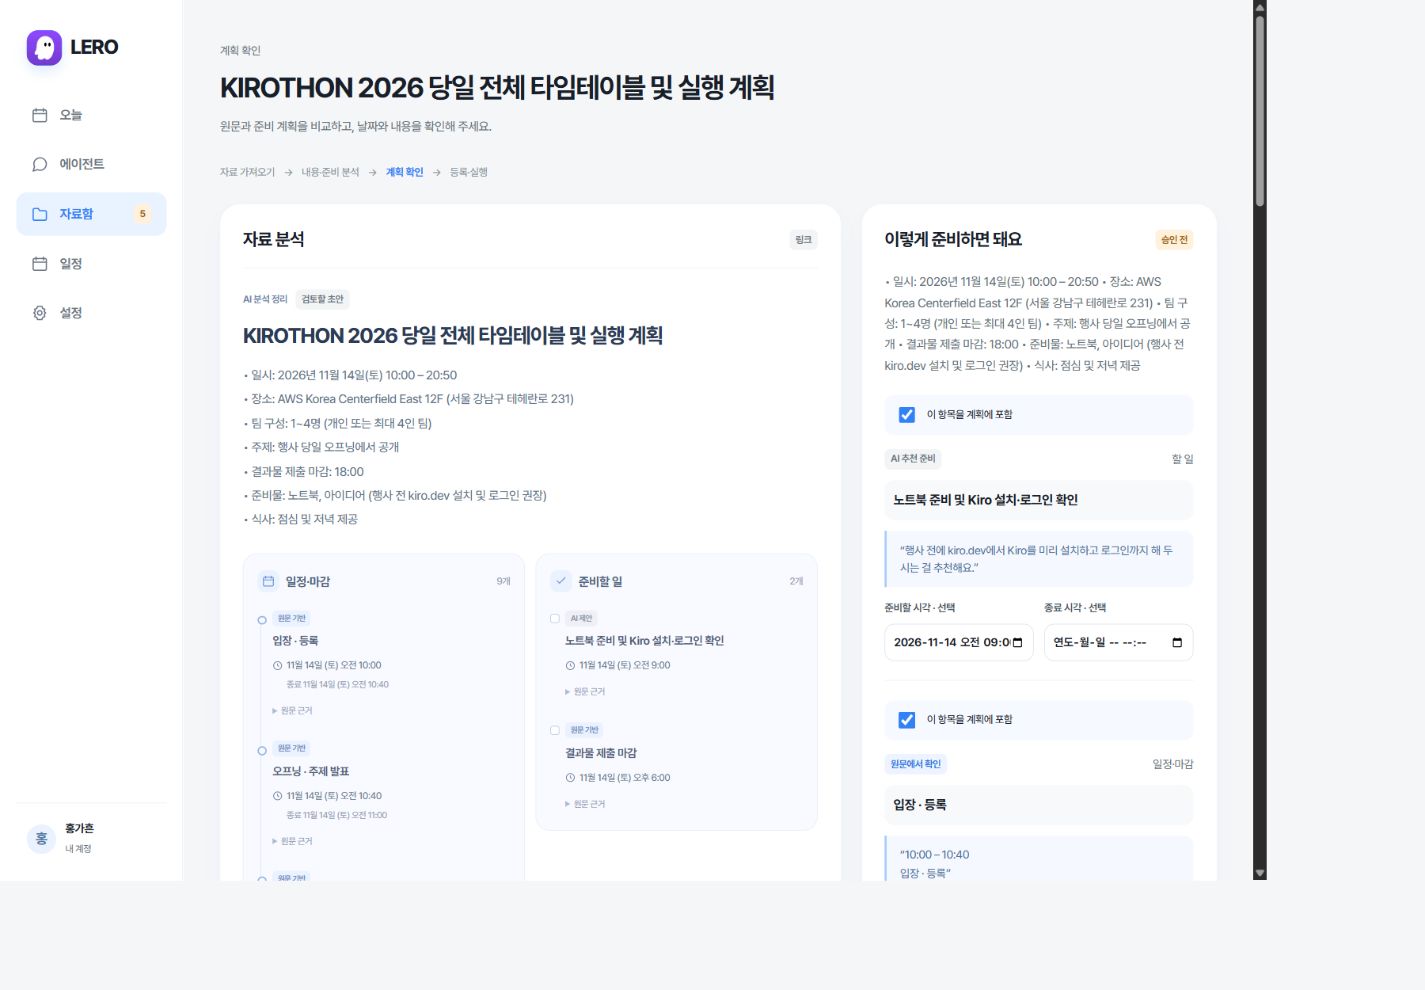 LERO
오늘
에이전트
자료함
5
일정
설정
홍
홍가흔
내 계정
계획 확인
KIROTHON 2026 당일 전체 타임테이블 및 실행 계획
원문과 준비 계획을 비교하고, 날짜와 내용을 확인해 주세요.
자료 가져오기 → 내용·준비 분석 → 계획 확인 → 등록·실행
자료 분석
링크
AI 분석 정리
검토할 초안
KIROTHON 2026 당일 전체 타임테이블 및 실행 계획
• 일시: 2026년 11월 14일(토) 10:00 – 20:50
• 장소: AWS Korea Centerfield East 12F (서울 강남구 테헤란로 231)
• 팀 구성: 1~4명 (개인 또는 최대 4인 팀)
• 주제: 행사 당일 오프닝에서 공개
• 결과물 제출 마감: 18:00
• 준비물: 노트북, 아이디어 (행사 전 kiro.dev 설치 및 로그인 권장)
• 식사: 점심 및 저녁 제공
일정·마감
9개
원문 기반
입장 · 등록
11월 14일 (토) 오전 10:00
종료 11월 14일 (토) 오전 10:40
▶ 원문 근거
원문 기반
오프닝 · 주제 발표
11월 14일 (토) 오전 10:40
종료 11월 14일 (토) 오전 11:00
▶ 원문 근거
원문 기반
준비할 일
2개
AI 제안
노트북 준비 및 Kiro 설치·로그인 확인
11월 14일 (토) 오전 9:00
▶ 원문 근거
원문 기반
결과물 제출 마감
11월 14일 (토) 오후 6:00
▶ 원문 근거
이렇게 준비하면 돼요
승인 전
• 일시: 2026년 11월 14일(토) 10:00 – 20:50 • 장소: AWS
Korea Centerfield East 12F (서울 강남구 테헤란로 231) • 팀 구
성: 1~4명 (개인 또는 최대 4인 팀) • 주제: 행사 당일 오프닝에서 공
개 • 결과물 제출 마감: 18:00 • 준비물: 노트북, 아이디어 (행사 전
kiro.dev 설치 및 로그인 권장) • 식사: 점심 및 저녁 제공
이 항목을 계획에 포함
AI 추천 준비
할 일
노트북 준비 및 Kiro 설치·로그인 확인
“행사 전에 kiro.dev에서 Kiro를 미리 설치하고 로그인까지 해 두
시는 걸 추천해요.”
준비할 시각 · 선택
종료 시각 · 선택
2026-11-14 오전 09:0
연도-월-일 -- --:--
이 항목을 계획에 포함
원문에서 확인
일정·마감
입장 · 등록
“10:00 – 10:40
입장 · 등록”